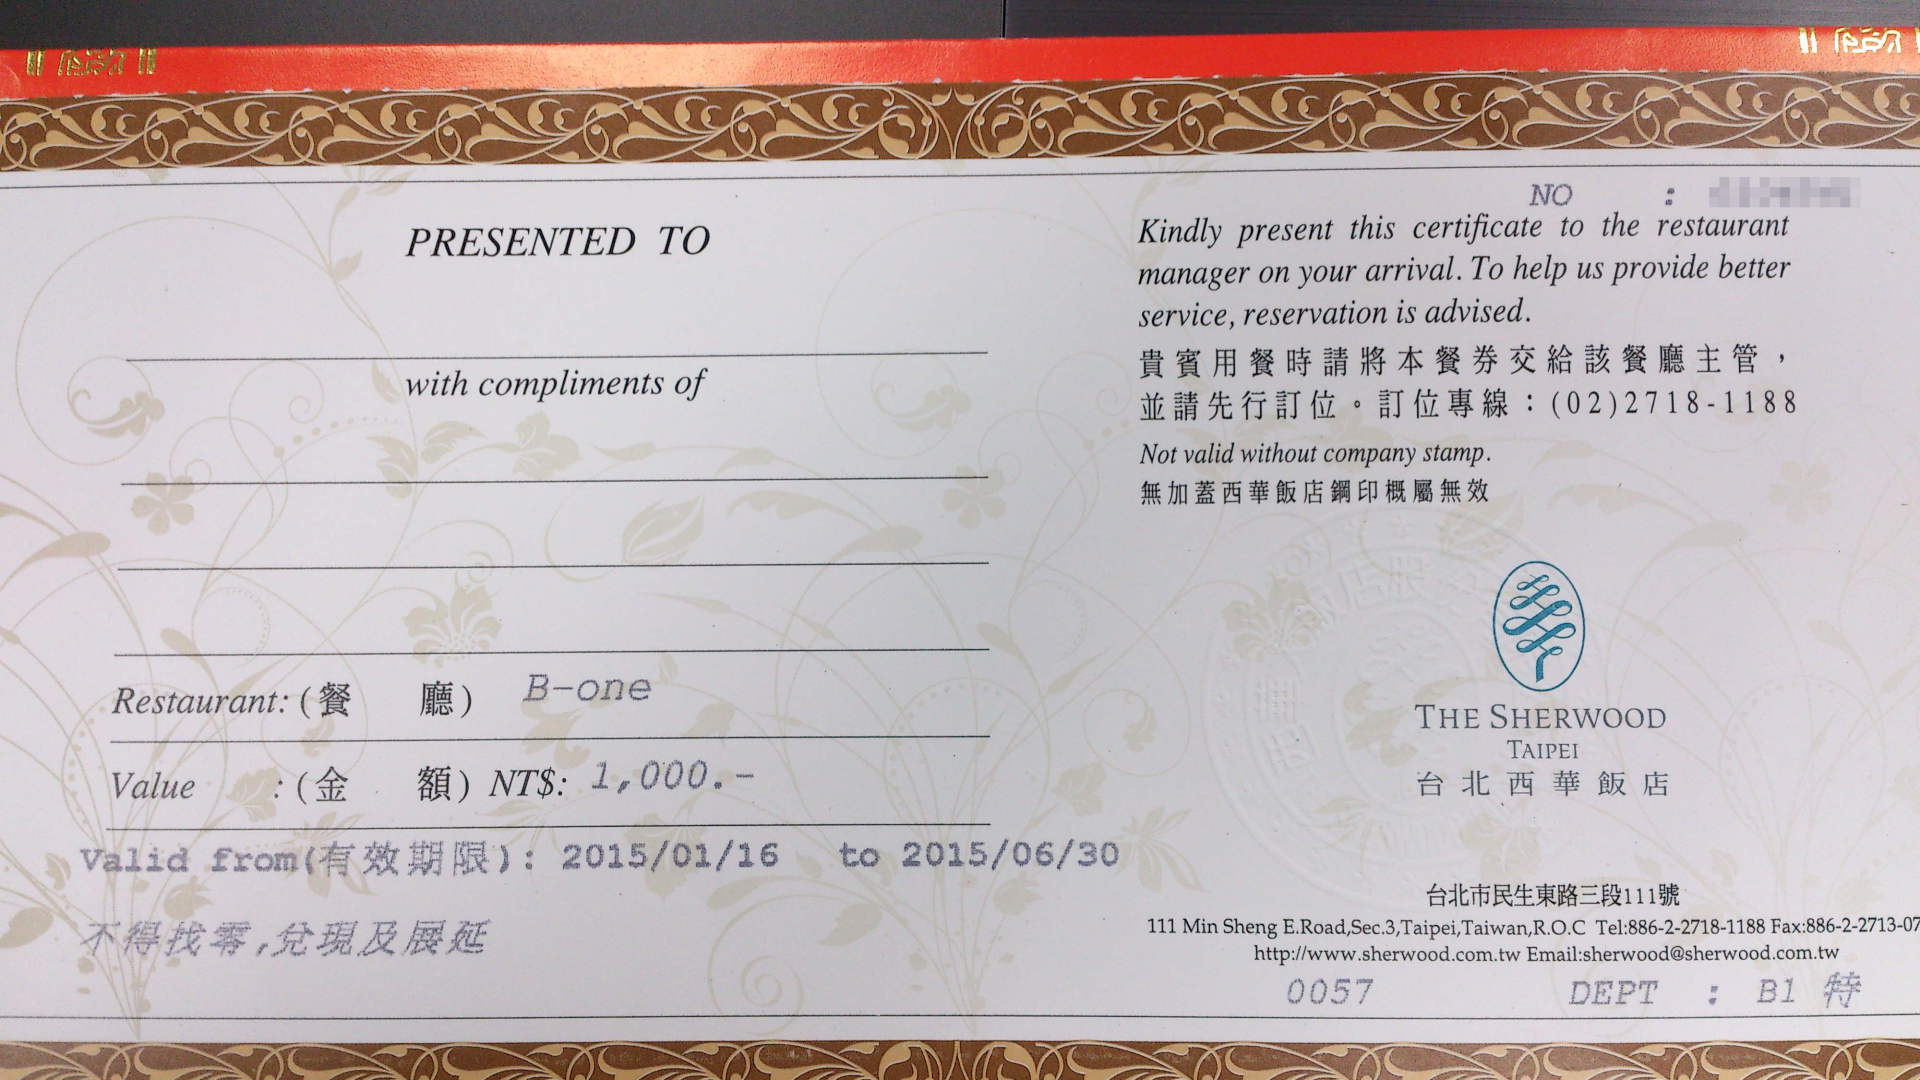 PRESENTED TO
with compliments of
Restaurant: (餐 廳) B-one
Value : (金 額) NT$: 1,000.-
Valid from(有效期限): 2015/01/16 to 2015/06/30
不得找零,兌現及展延
NO :
Kindly present this certificate to the restaurant
manager on your arrival. To help us provide better
service, reservation is advised.
貴賓用餐時請將本餐券交給該餐廳主管，
並請先行訂位。訂位專線：(02)2718-1188
Not valid without company stamp.
無加蓋西華飯店鋼印概屬無效
THE SHERWOOD
TAIPEI
台北西華飯店
台北市民生東路三段111號
111 Min Sheng E.Road,Sec.3,Taipei,Taiwan,R.O.C Tel:886-2-2718-1188 Fax:886-2-2713-07
http://www.sherwood.com.tw Email:sherwood@sherwood.com.tw
0057 DEPT : B1 特